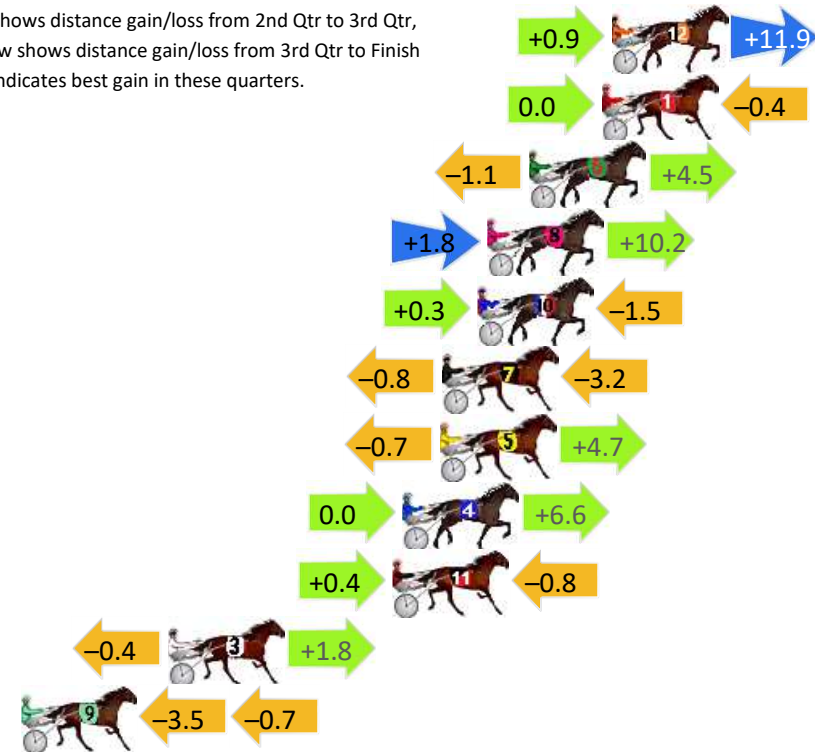 hows distance gain/loss from 2nd Qtr to 3rd Qtr,
w shows distance gain/loss from 3rd Qtr to Finish
ndicates best gain in these quarters.
+0.9 12 +11.9
0.0 1 −0.4
−1.1 6 +4.5
+1.8 8 +10.2
+0.3 10 −1.5
−0.8 7 −3.2
−0.7 5 +4.7
0.0 4 +6.6
+0.4 11 −0.8
−0.4 3 +1.8
9 −3.5 −0.7